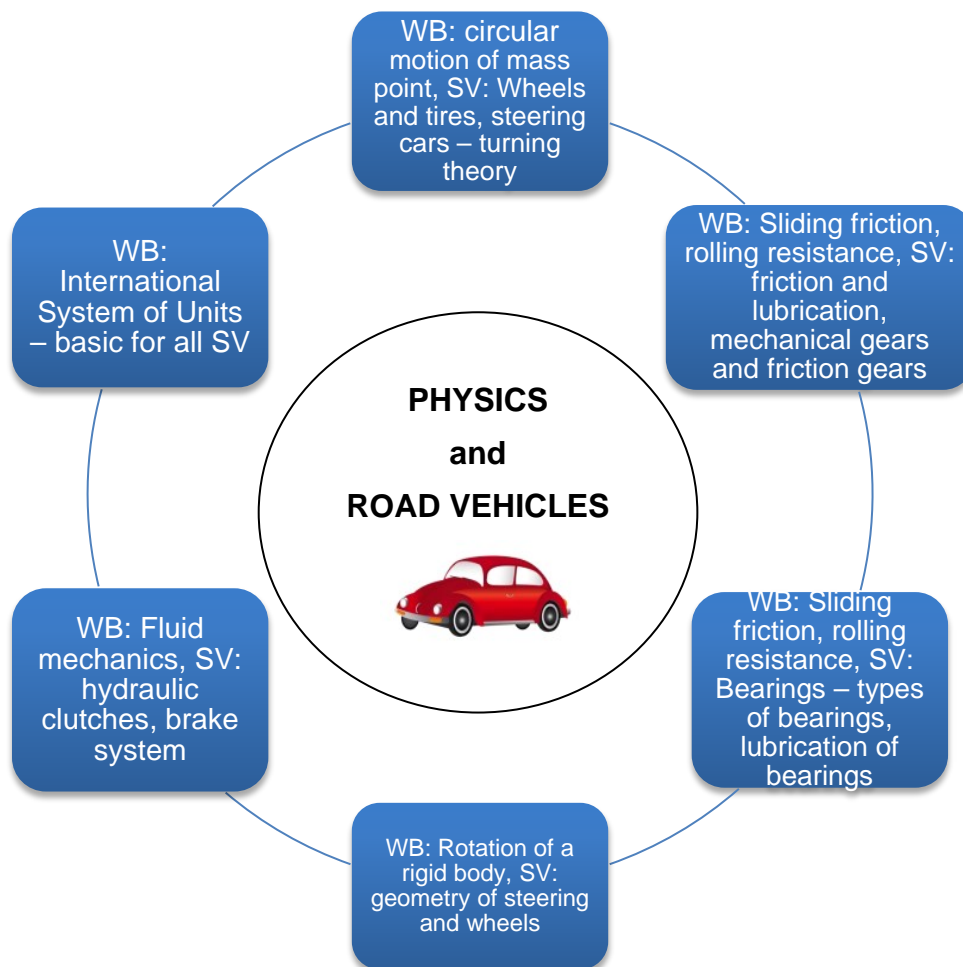 WB: circular
motion of mass
point, SV: Wheels
and tires, steering
cars – turning
theory
WB: Sliding friction,
rolling resistance, SV:
friction and
lubrication,
mechanical gears
and friction gears
WB: Sliding
friction, rolling
resistance, SV:
Bearings – types
of bearings,
lubrication of
bearings
WB: Rotation of a
rigid body, SV:
geometry of steering
and wheels
WB: Fluid
mechanics, SV:
hydraulic
clutches, brake
system
WB:
International
System of Units
– basic for all SV
PHYSICS
and
ROAD VEHICLES